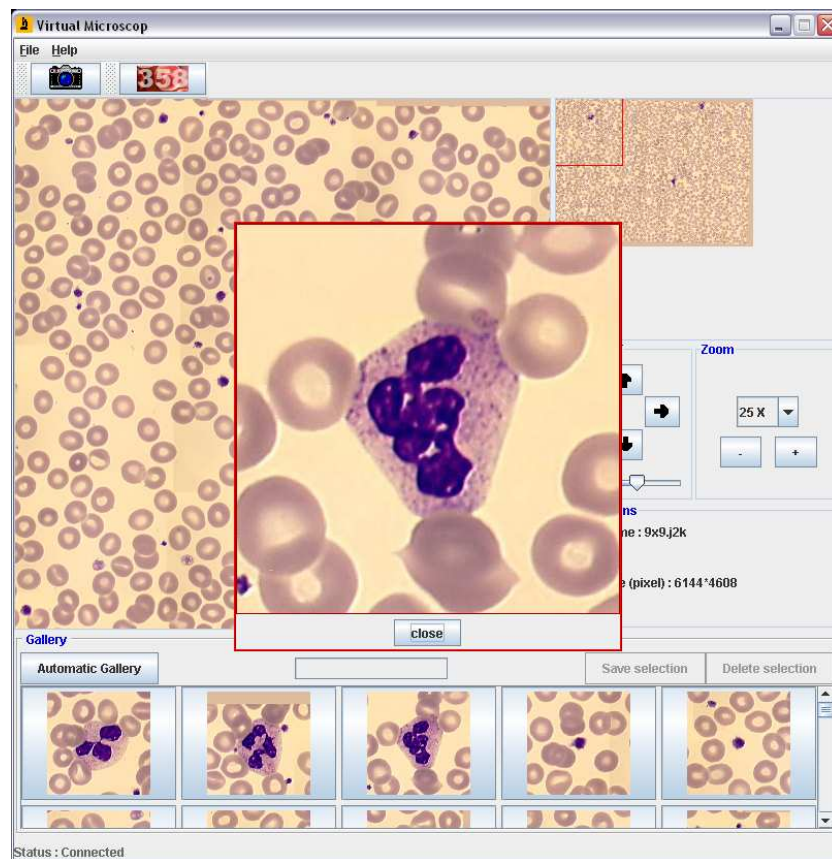 Virtual Microscop
File Help
358
Zoom
25 X
- +
ns
me : 9x9.j2k
e (pixel) : 6144*4608
close
Gallery
Automatic Gallery
Save selection
Delete selection
Status : Connected